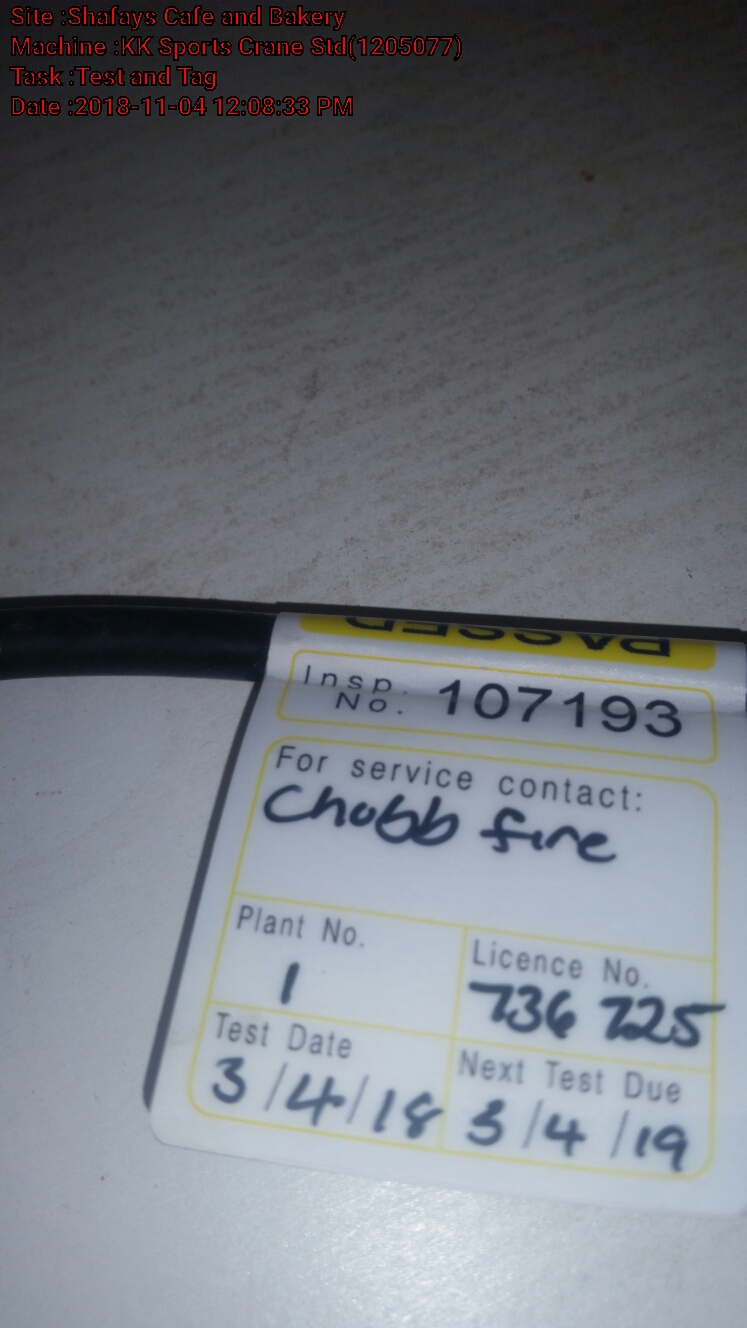 Site :Shafays Cafe and Bakery
Machine :KK Sports Crane Std(1205077)
Task :Test and Tag
Date :2018-11-04 12:08:33 PM
PASSED
Insp. No. 107193
For service contact:
Chubb fire
Plant No.
1
Licence No.
736 725
Test Date
3/4/18
Next Test Due
3/4/19